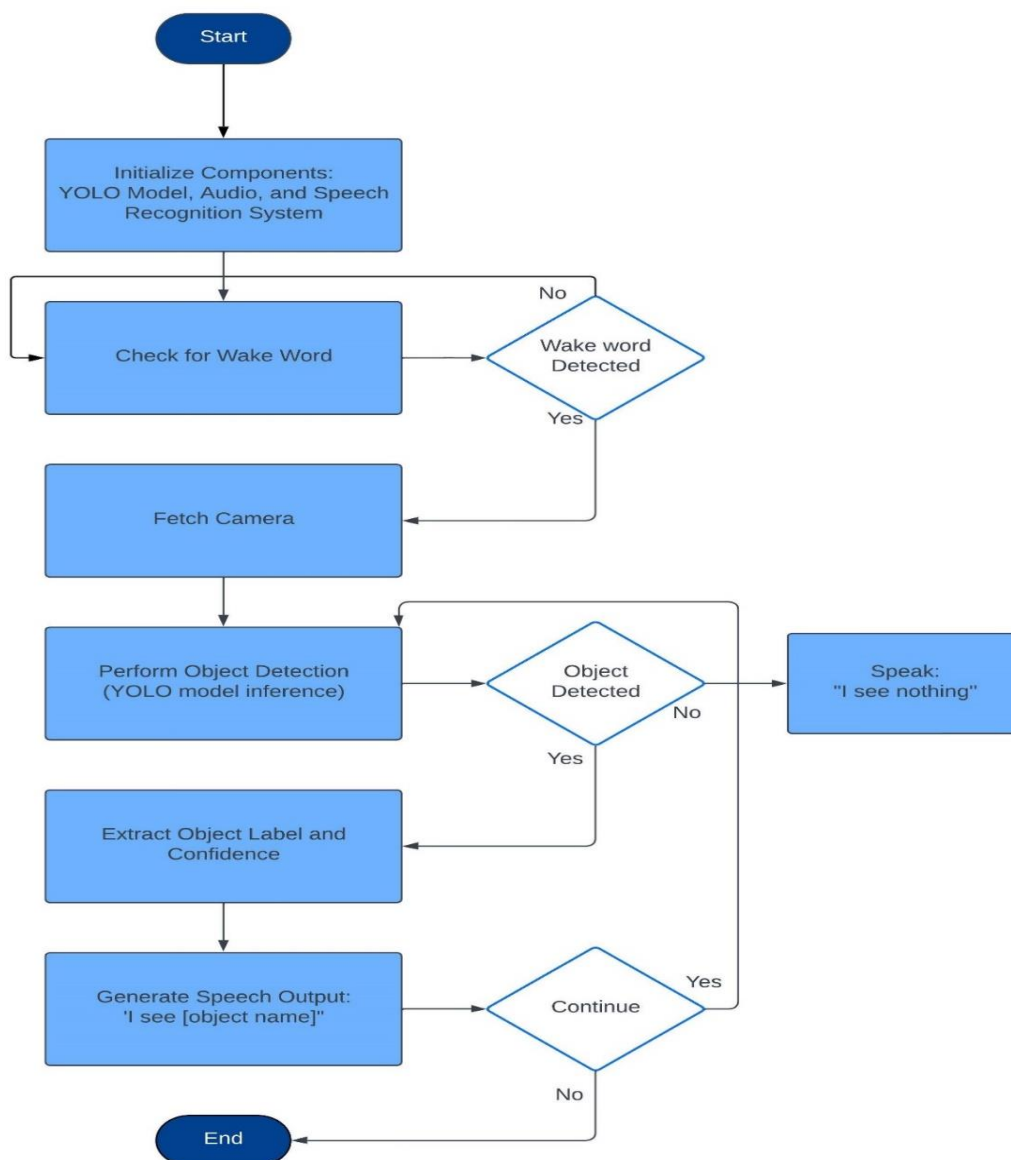 Start
Initialize Components:
YOLO Model, Audio, and Speech
Recognition System
No
Check for Wake Word
Wake word
Detected
Yes
Fetch Camera
Perform Object Detection
(YOLO model inference)
Object
Detected
No
Speak:
"I see nothing"
Yes
Extract Object Label and
Confidence
Generate Speech Output:
'I see [object name]"
Continue
Yes
No
End